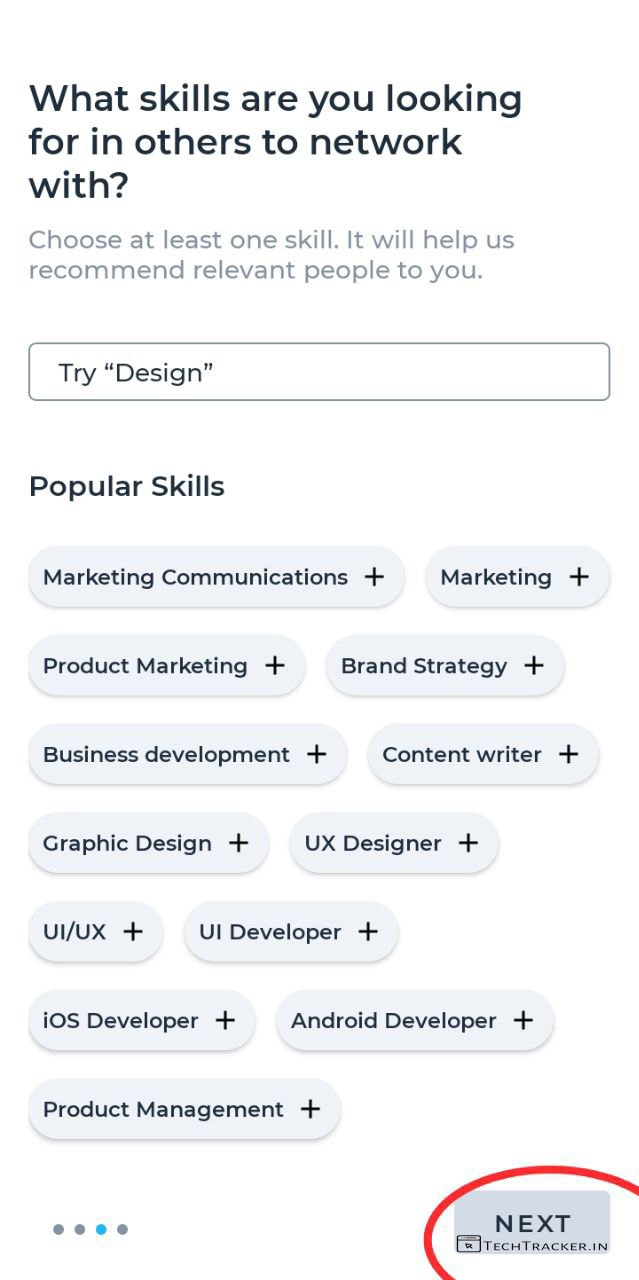 What skills are you looking
for in others to network
with?
Choose at least one skill. It will help us
recommend relevant people to you.
Try “Design”
Popular Skills
Marketing Communications + Marketing +
Product Marketing + Brand Strategy +
Business development + Content writer +
Graphic Design + UX Designer +
UI/UX + UI Developer +
iOS Developer + Android Developer +
Product Management +
NEXT
TECHTRACKER.IN